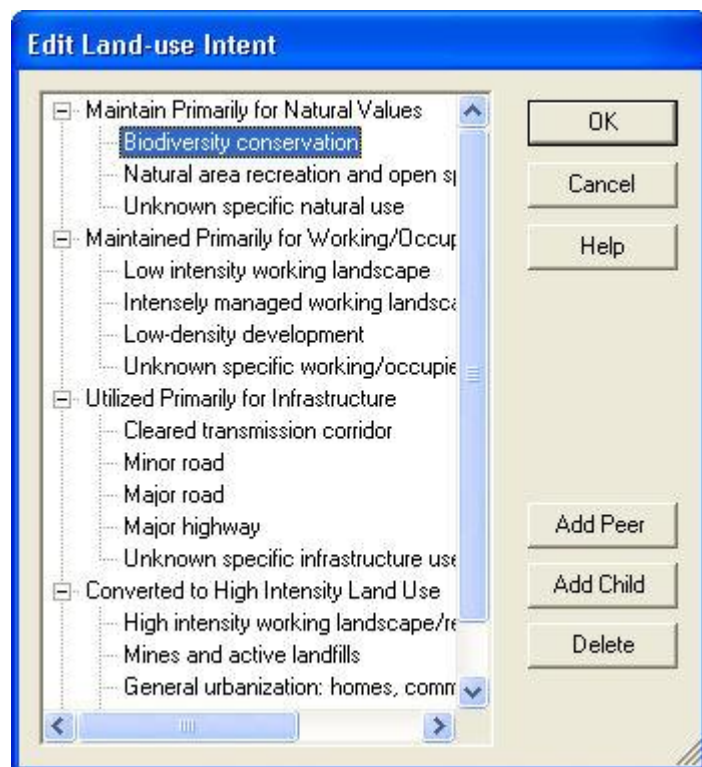 Edit Land-use Intent
Maintain Primarily for Natural Values
Biodiversity conservation
Natural area recreation and open sp
Unknown specific natural use
Maintained Primarily for Working/Occup
Low intensity working landscape
Intensely managed working landsca
Low-density development
Unknown specific working/occupie
Utilized Primarily for Infrastructure
Cleared transmission corridor
Minor road
Major road
Major highway
Unknown specific infrastructure use
Converted to High Intensity Land Use
High intensity working landscape/re
Mines and active landfills
General urbanization: homes, comm
OK
Cancel
Help
Add Peer
Add Child
Delete